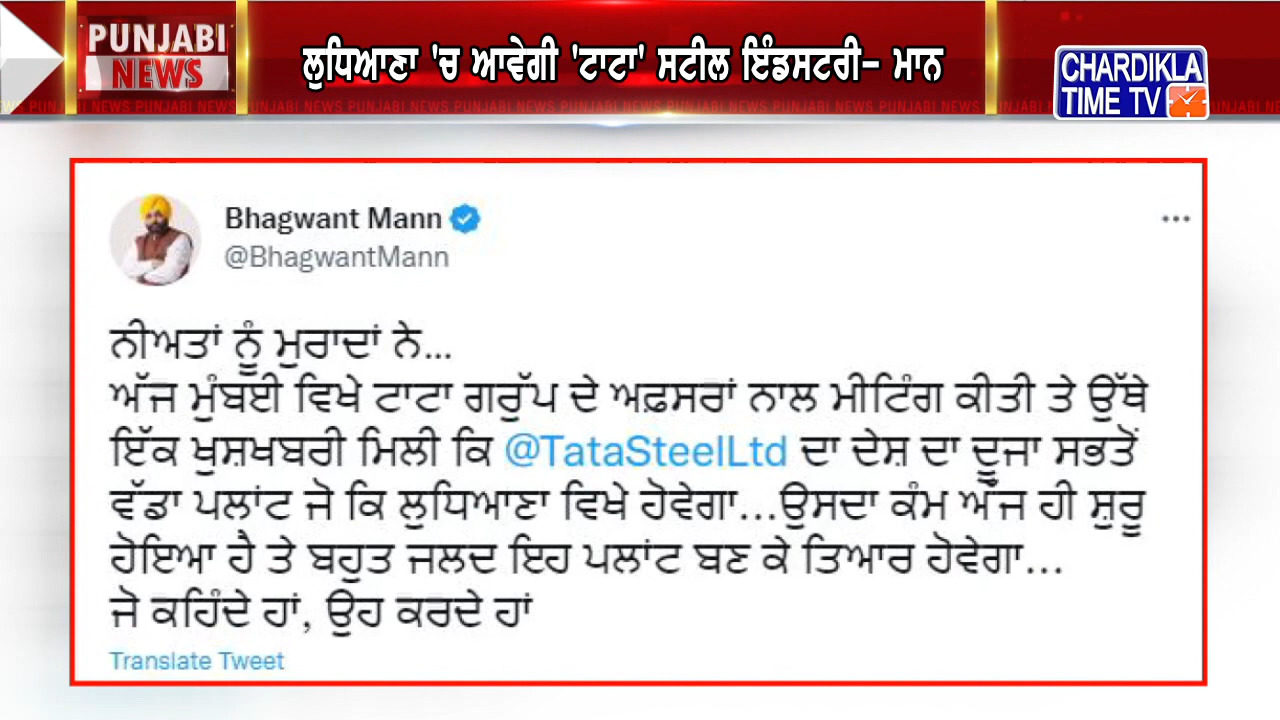 PUNJABI
NEWS
ਲੁਧਿਆਣਾ 'ਚ ਆਵੇਗੀ 'ਟਾਟਾ' ਸਟੀਲ ਇੰਡਸਟਰੀ- ਮਾਨ
CHARDIKLA
TIME TV
Bhagwant Mann
@BhagwantMann
ਨੀਅਤਾਂ ਨੂੰ ਮੁਰਾਦਾਂ ਨੇ...
ਅੱਜ ਮੁੰਬਈ ਵਿਖੇ ਟਾਟਾ ਗਰੁੱਪ ਦੇ ਅਫ਼ਸਰਾਂ ਨਾਲ ਮੀਟਿੰਗ ਕੀਤੀ ਤੇ ਉੱਥੇ
ਇੱਕ ਖੁਸ਼ਖਬਰੀ ਮਿਲੀ ਕਿ @TataSteelLtd ਦਾ ਦੇਸ਼ ਦਾ ਦੂਜਾ ਸਭਤੋਂ
ਵੱਡਾ ਪਲਾਂਟ ਜੋ ਕਿ ਲੁਧਿਆਣਾ ਵਿਖੇ ਹੋਵੇਗਾ...ਉਸਦਾ ਕੰਮ ਅੱਜ ਹੀ ਸ਼ੁਰੂ
ਹੋਇਆ ਹੈ ਤੇ ਬਹੁਤ ਜਲਦ ਇਹ ਪਲਾਂਟ ਬਣ ਕੇ ਤਿਆਰ ਹੋਵੇਗਾ...
ਜੋ ਕਹਿੰਦੇ ਹਾਂ, ਉਹ ਕਰਦੇ ਹਾਂ
Translate Tweet